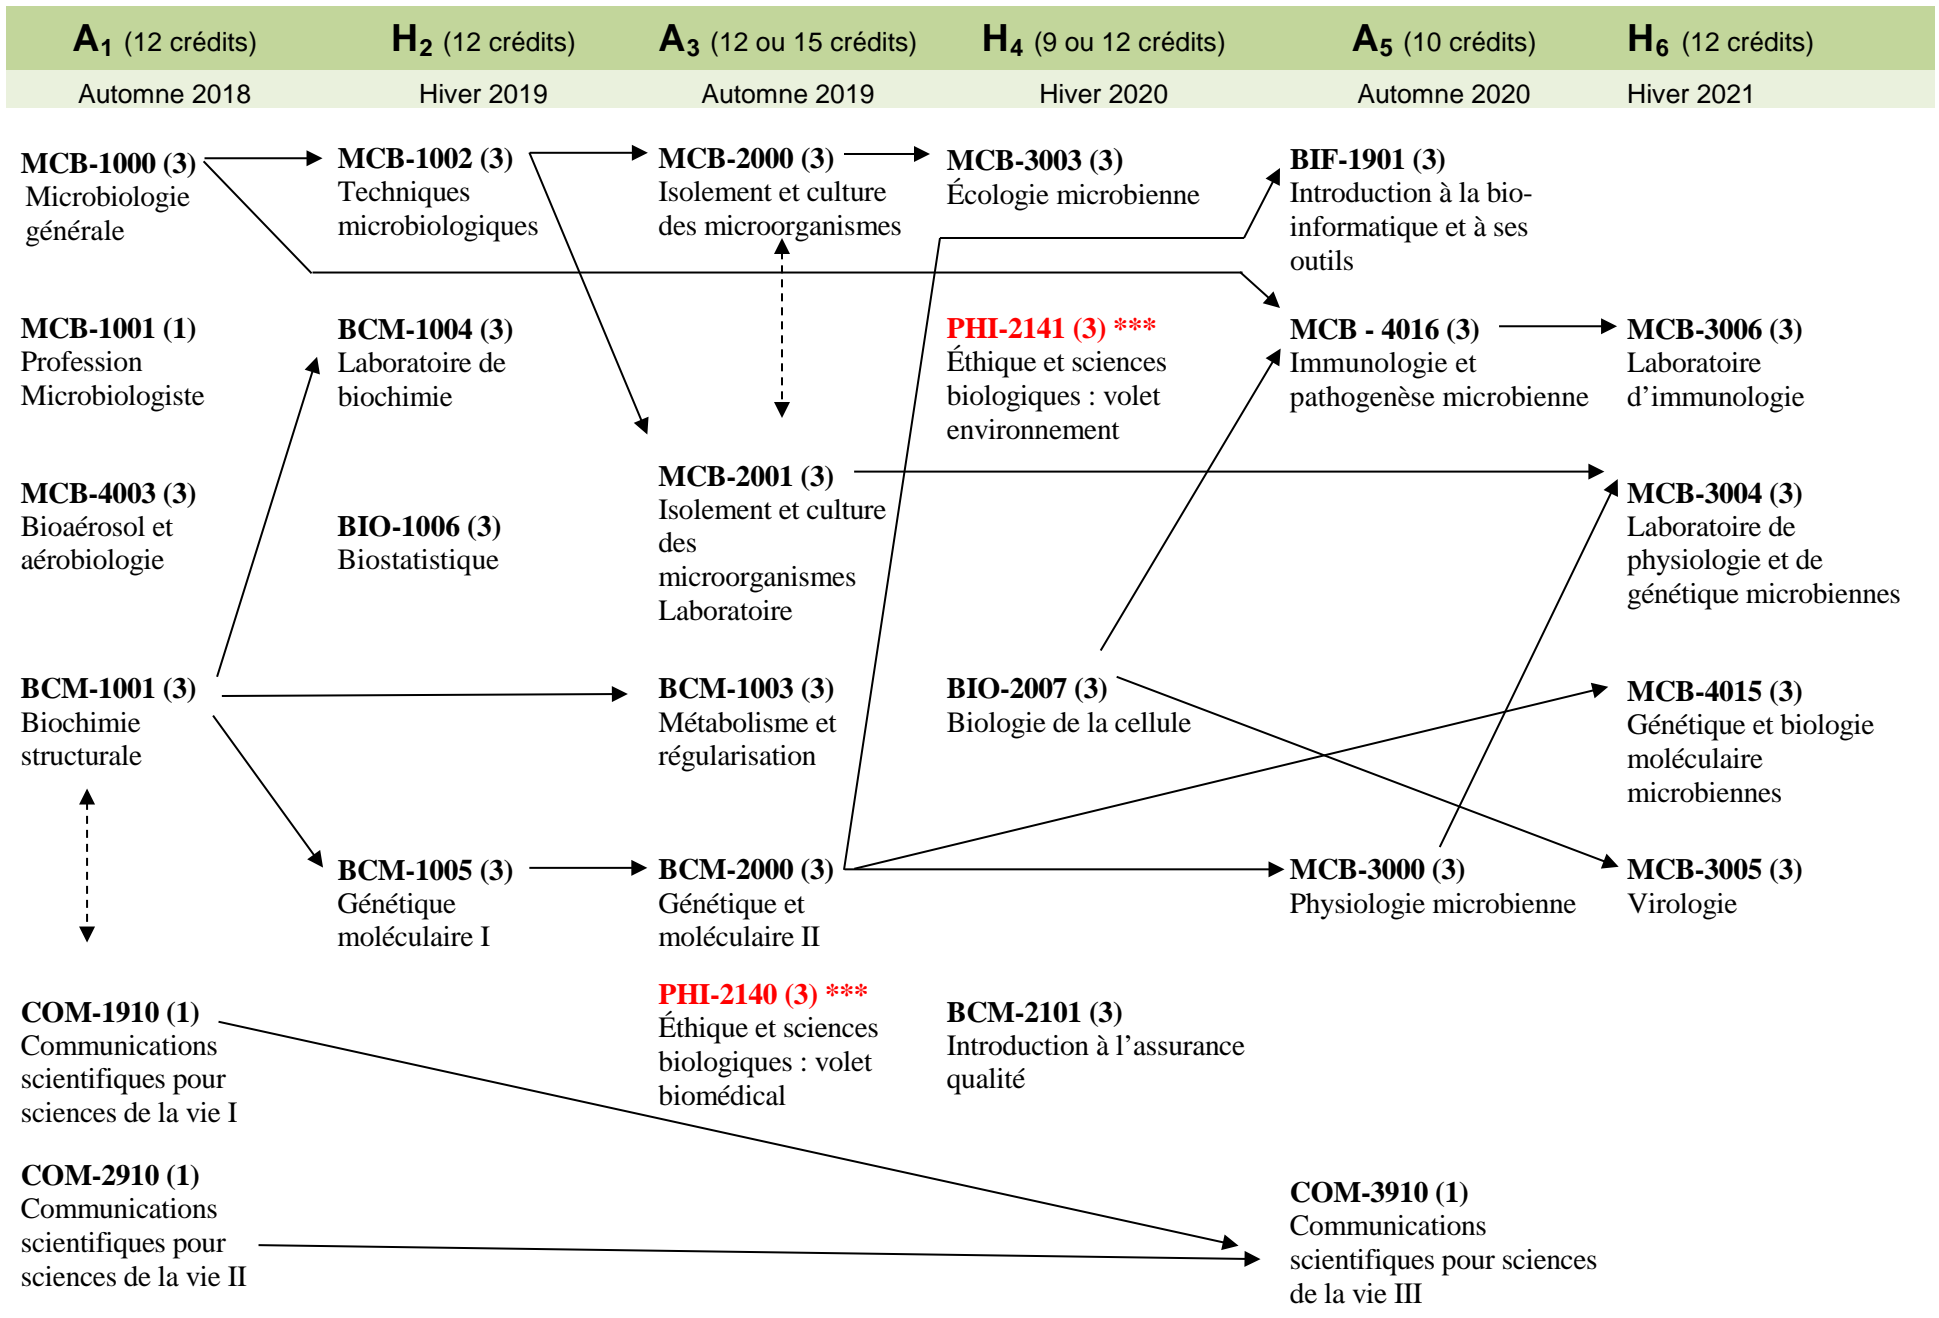 A1 (12 crédits)
H2 (12 crédits)
A3 (12 ou 15 crédits)
H4 (9 ou 12 crédits)
A5 (10 crédits)
H6 (12 crédits)
Automne 2018
Hiver 2019
Automne 2019
Hiver 2020
Automne 2020
Hiver 2021
MCB-1000 (3)
Microbiologie
générale
MCB-1001 (1)
Profession
Microbiologiste
MCB-4003 (3)
Bioaérosol et
aérobiologie
BCM-1001 (3)
Biochimie
structurale
COM-1910 (1)
Communications
scientifiques pour
sciences de la vie I
COM-2910 (1)
Communications
scientifiques pour
sciences de la vie II
MCB-1002 (3)
Techniques
microbiologiques
BCM-1004 (3)
Laboratoire de
biochimie
BIO-1006 (3)
Biostatistique
BCM-1005 (3)
Génétique
moléculaire I
MCB-2000 (3)
Isolement et culture
des microorganismes
MCB-2001 (3)
Isolement et culture
des
microorganismes
Laboratoire
BCM-1003 (3)
Métabolisme et
régularisation
BCM-2000 (3)
Génétique et
moléculaire II
PHI-2140 (3) ***
Éthique et sciences
biologiques : volet
biomédical
MCB-3003 (3)
Écologie microbienne
PHI-2141 (3) ***
Éthique et sciences
biologiques : volet
environnement
BIO-2007 (3)
Biologie de la cellule
BCM-2101 (3)
Introduction à l’assurance
qualité
BIF-1901 (3)
Introduction à la bio-
informatique et à ses
outils
MCB - 4016 (3)
Immunologie et
pathogenèse microbienne
MCB-3000 (3)
Physiologie microbienne
COM-3910 (1)
Communications
scientifiques pour sciences
de la vie III
MCB-3006 (3)
Laboratoire
d’immunologie
MCB-3004 (3)
Laboratoire de
physiologie et de
génétique microbiennes
MCB-4015 (3)
Génétique et biologie
moléculaire
microbiennes
MCB-3005 (3)
Virologie